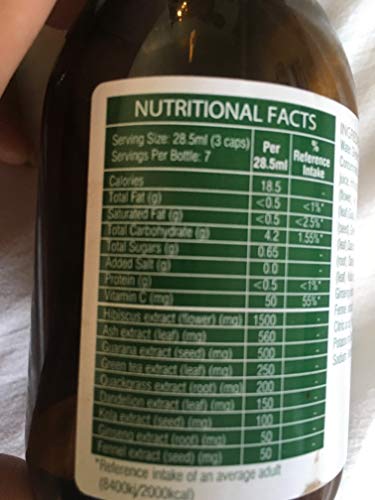 NUTRITIONAL FACTS
Serving Size: 28.5ml (3 caps)
Servings Per Bottle: 7
Per 28.5ml
% Reference Intake
Calories 18.5 -
Total Fat (g) <0.5 <1%*
Saturated Fat (g) <0.5 <2.5%*
Total Carbohydrate (g) 4.2 1.55%*
Total Sugars (g) 0.65 -
Added Salt (g) 0.0 -
Protein (g) <0.5 <1%*
Vitamin C (mg) 50 55%*
Hibiscus extract (flower) (mg) 1500 -
Ash extract (leaf) (mg) 560 -
Guarana extract (seed) (mg) 500 -
Green tea extract (leaf) (mg) 250 -
Quackgrass extract (root) (mg) 200 -
Dandelion extract (leaf) (mg) 150 -
Kola extract (seed) (mg) 100 -
Ginseng extract (root) (mg) 50 -
Fennel extract (seed) (mg) 50 -
*Reference intake of an average adult
(8400kj/2000kcal)